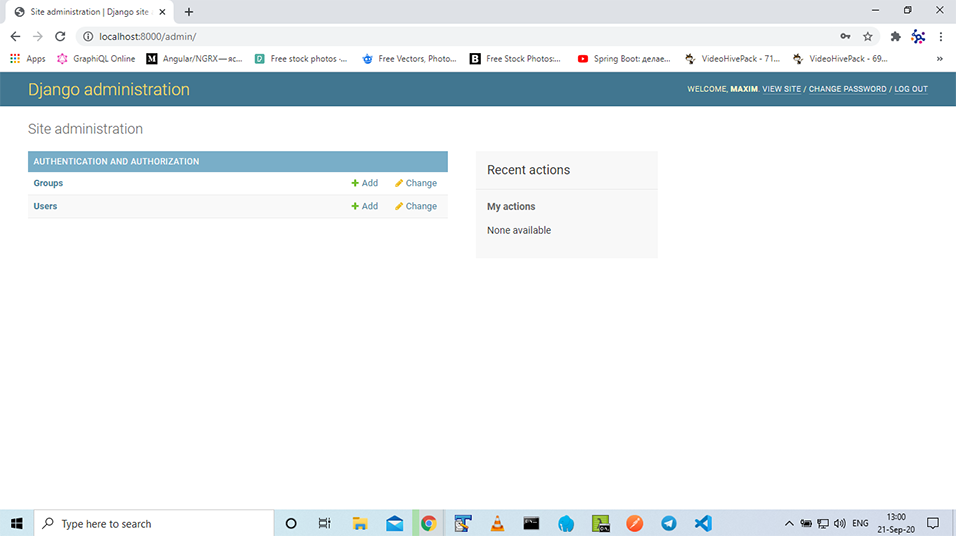 Site administration | Django site
localhost:8000/admin/
Apps GraphiQL Online Angular/NGRX — яс... Free stock photos ·... Free Vectors, Photo... Free Stock Photos:... Spring Boot: делае... VideoHivePack - 71... VideoHivePack - 69... »
Django administration
WELCOME, MAXIM. VIEW SITE / CHANGE PASSWORD / LOG OUT
Site administration
AUTHENTICATION AND AUTHORIZATION
Groups Add Change
Users Add Change
Recent actions
My actions
None available
Type here to search
ENG
13:00
21-Sep-20